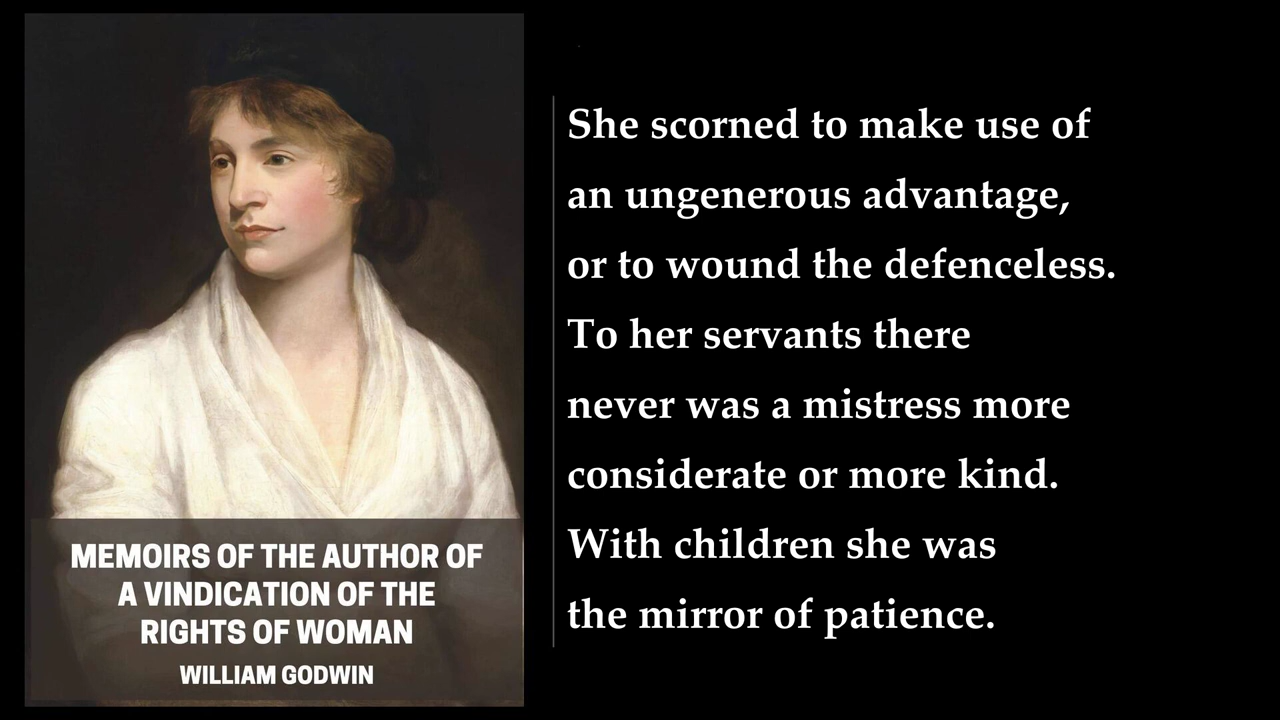 MEMOIRS OF THE AUTHOR OF
A VINDICATION OF THE
RIGHTS OF WOMAN
WILLIAM GODWIN
She scorned to make use of
an ungenerous advantage,
or to wound the defenceless.
To her servants there
never was a mistress more
considerate or more kind.
With children she was
the mirror of patience.